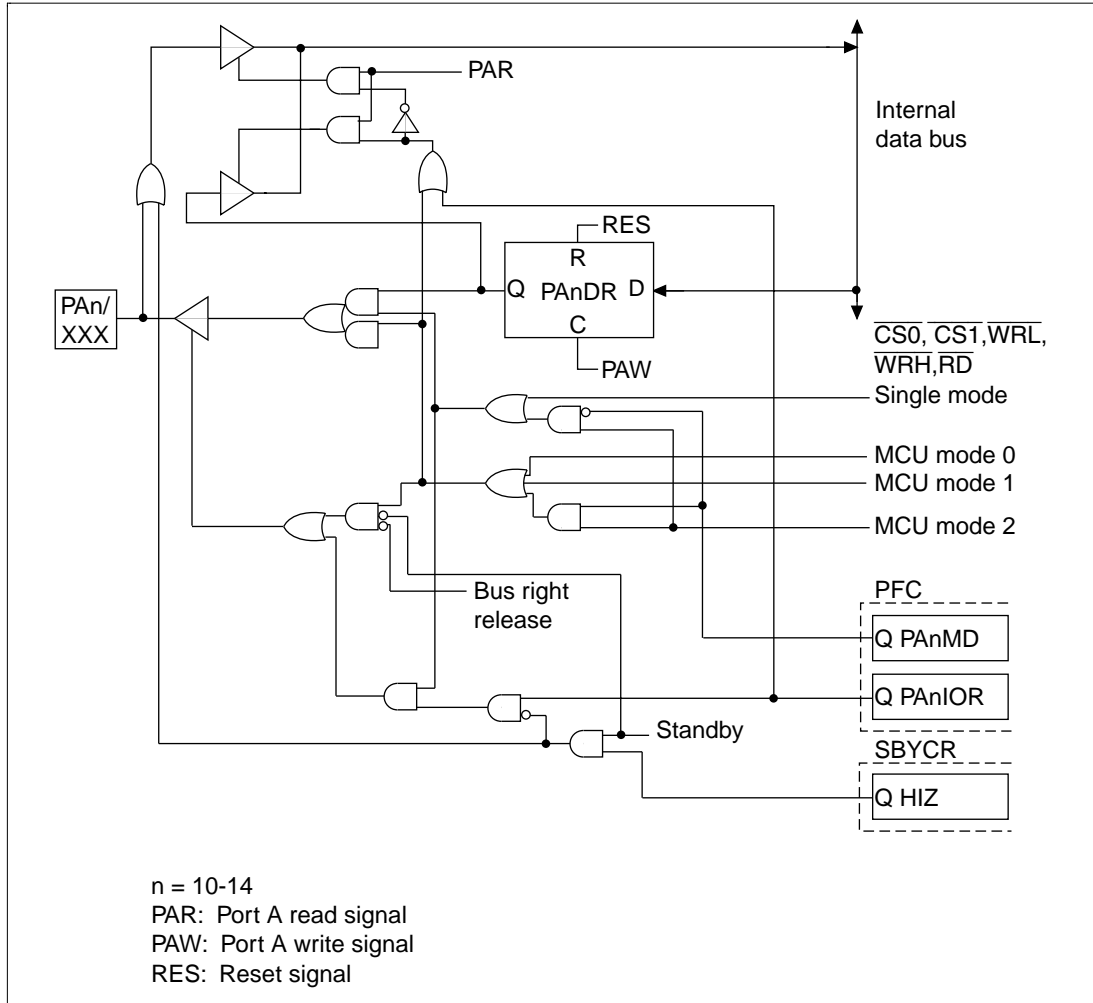 PAR
Internal
data bus
RES
R
Q PAnDR D
C
PAn/
XXX
PAW
CS0, CS1,WRL,
WRH,RD
Single mode
MCU mode 0
MCU mode 1
MCU mode 2
Bus right
release
PFC
Q PAnMD
Q PAnIOR
Standby
SBYCR
Q HIZ
n = 10-14
PAR: Port A read signal
PAW: Port A write signal
RES: Reset signal